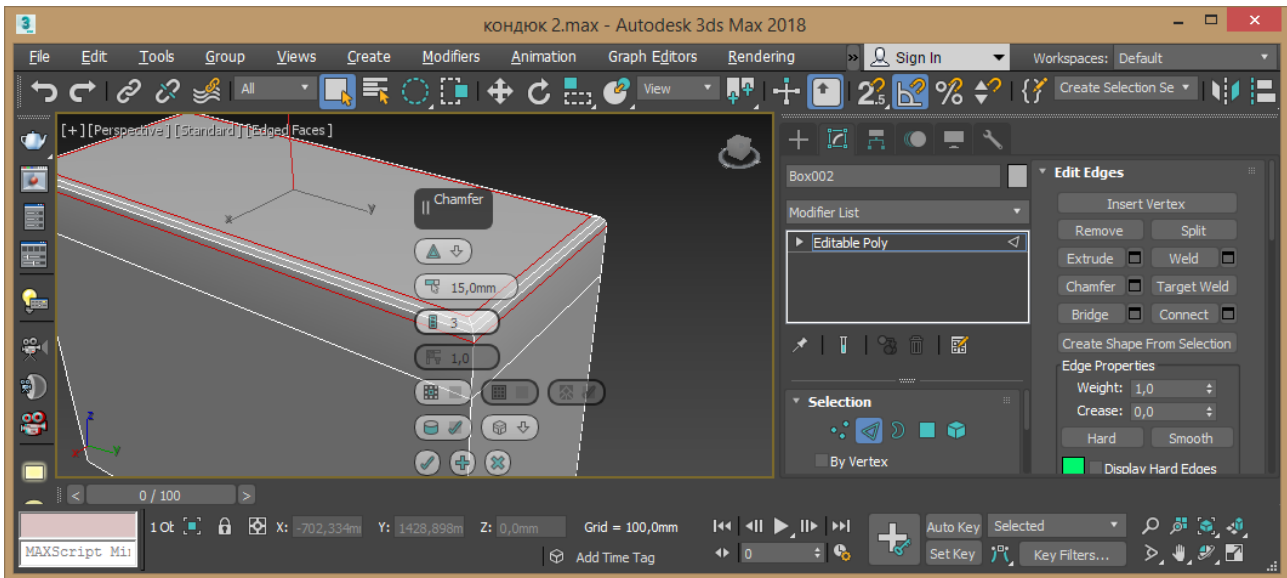 3
кондюк 2.max - Autodesk 3ds Max 2018
File Edit Tools Group Views Create Modifiers Animation Graph Editors Rendering » Sign In Workspaces: Default
All View 2.5 Create Selection Se
[+][Perspective ] [Standard ] [Edged Faces ]
Chamfer
15,0mm
3
1,0
x
y
z
y
x
Box002
Modifier List
Editable Poly
Selection
By Vertex
Edit Edges
Insert Vertex
Remove Split
Extrude Weld
Chamfer Target Weld
Bridge Connect
Create Shape From Selection
Edge Properties
Weight: 1,0
Crease: 0,0
Hard Smooth
Display Hard Edges
< 0 / 100 >
MAXScript Mi
1 Ob X: -702,334m Y: 1428,898m Z: 0,0mm Grid = 100,0mm
Add Time Tag
0
Auto Key Selected
Set Key Key Filters...